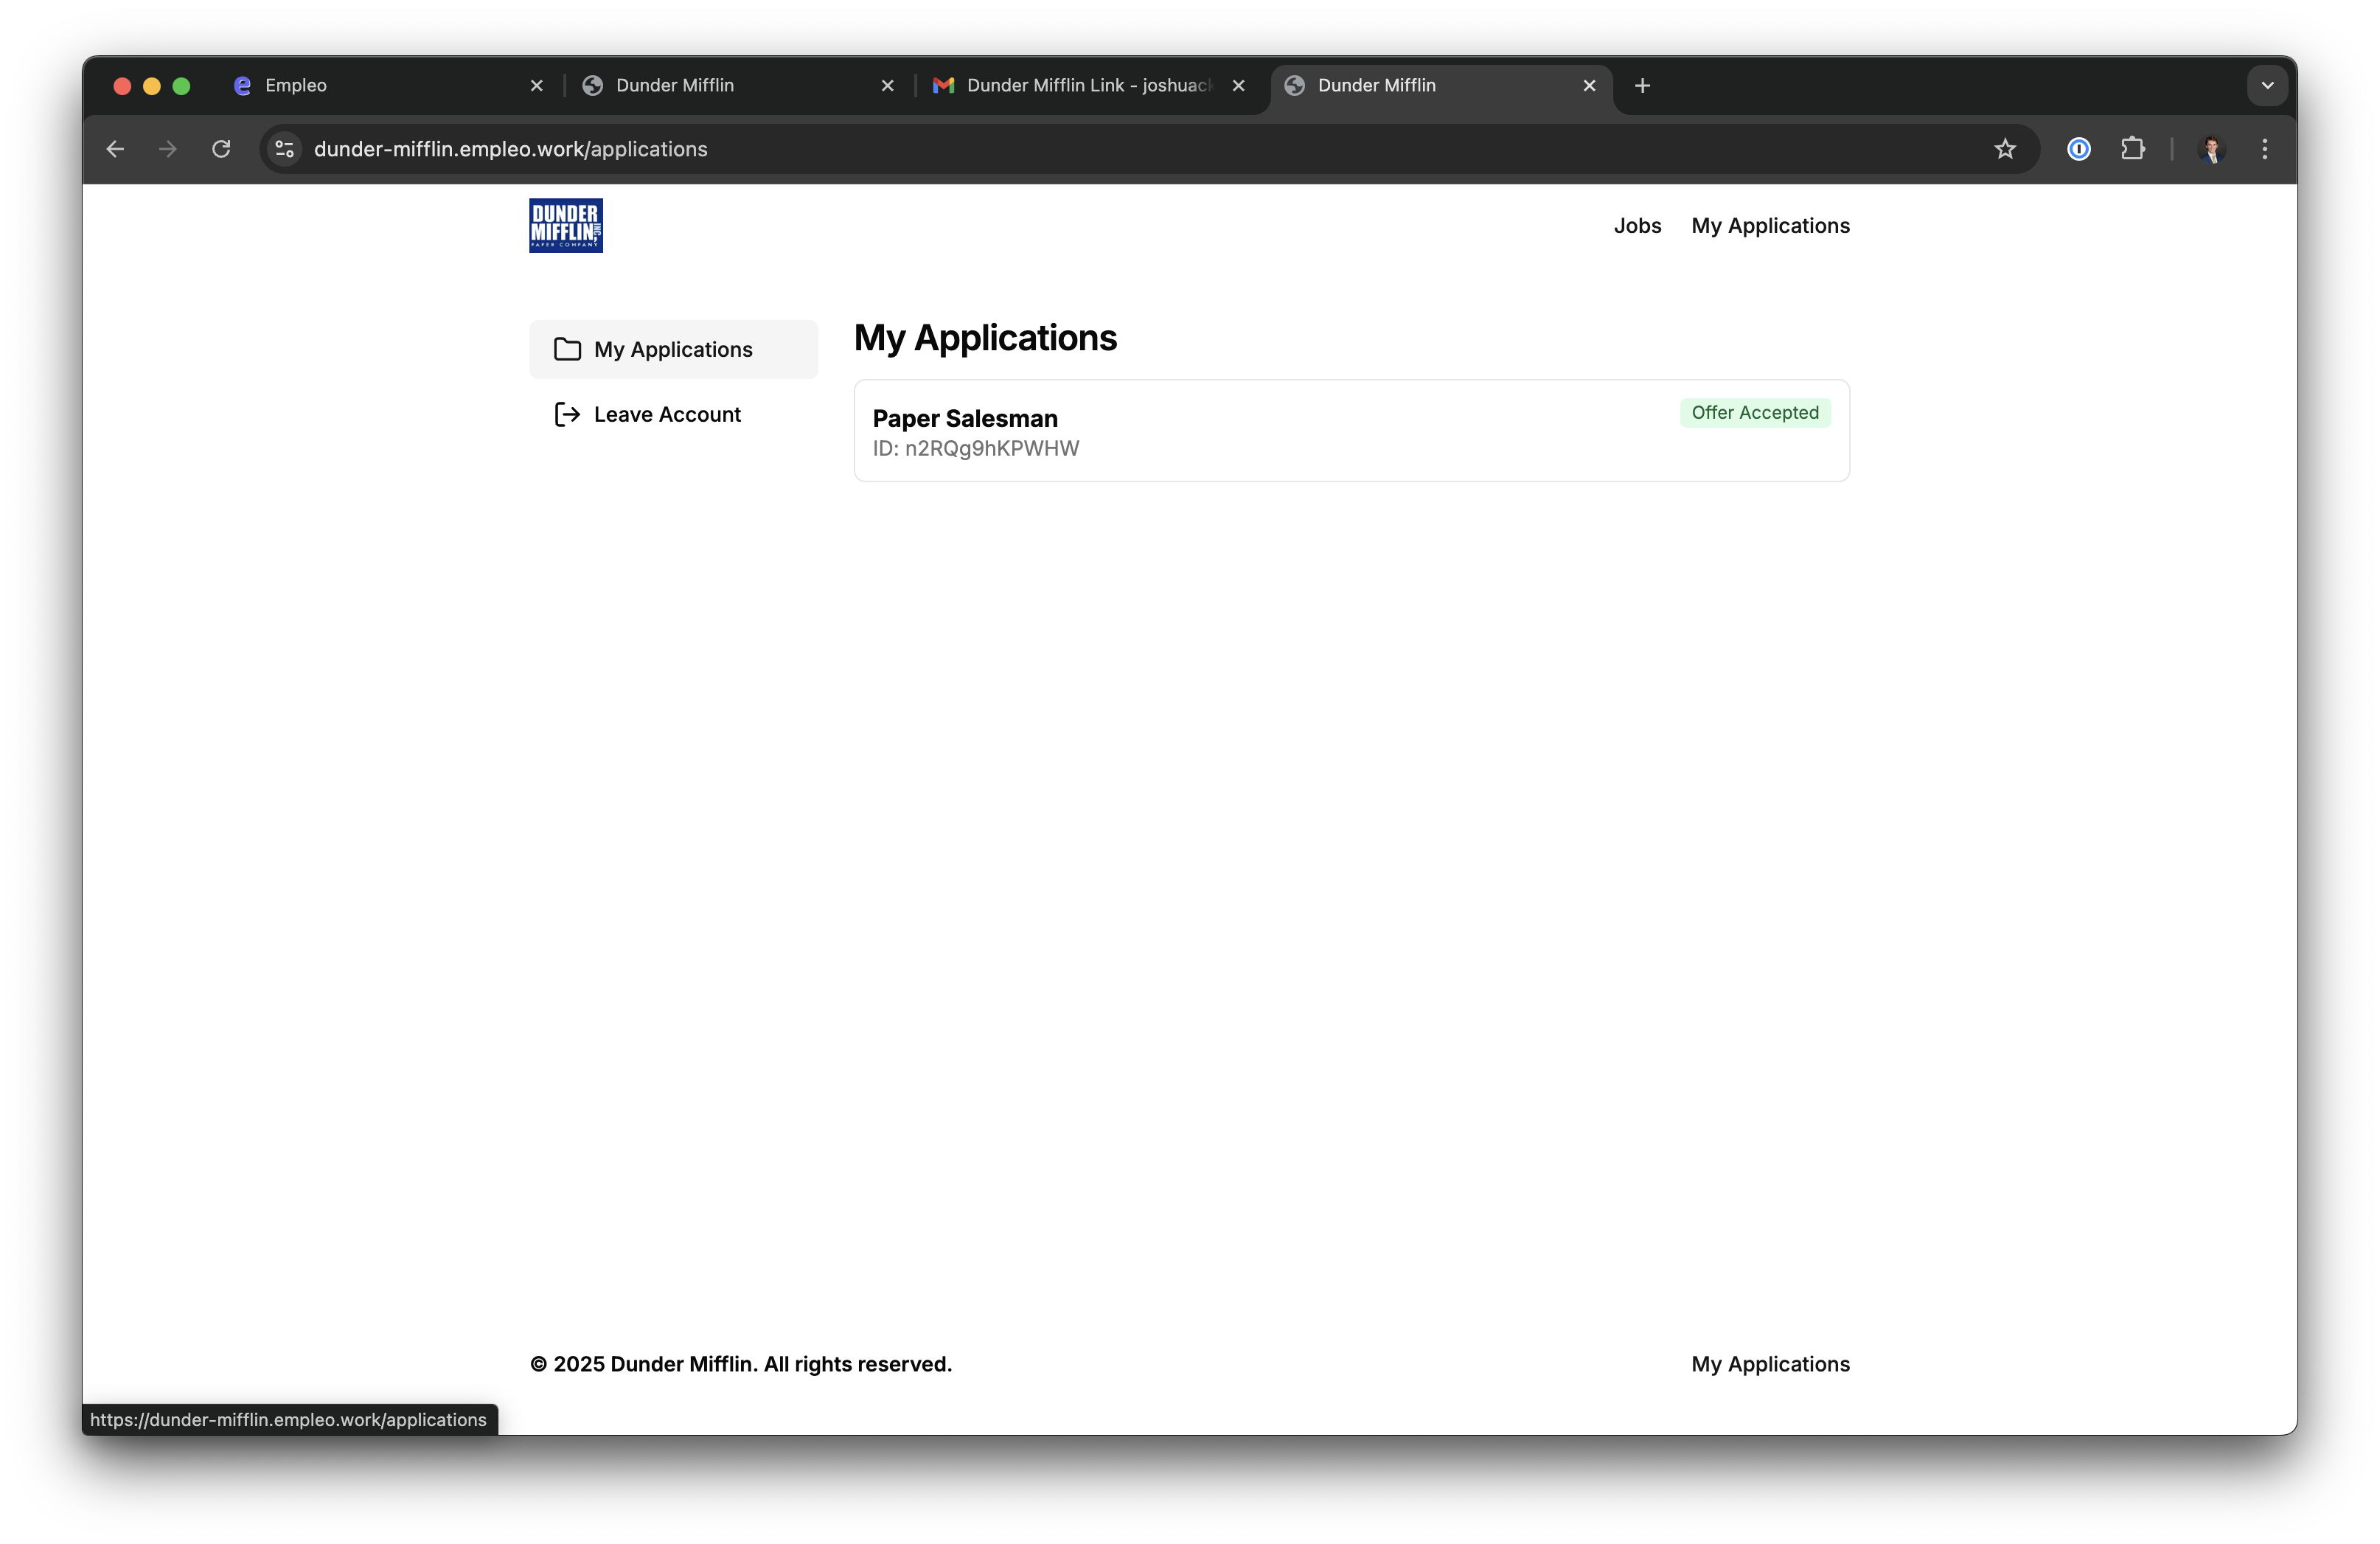 Empleo
Dunder Mifflin
Dunder Mifflin Link - joshuack
Dunder Mifflin
dunder-mifflin.empleo.work/applications
DUNDER
MIFFLIN, INC
PAPER COMPANY
Jobs
My Applications
My Applications
Leave Account
My Applications
Paper Salesman
Offer Accepted
ID: n2RQg9hKPWHW
© 2025 Dunder Mifflin. All rights reserved.
My Applications
https://dunder-mifflin.empleo.work/applications